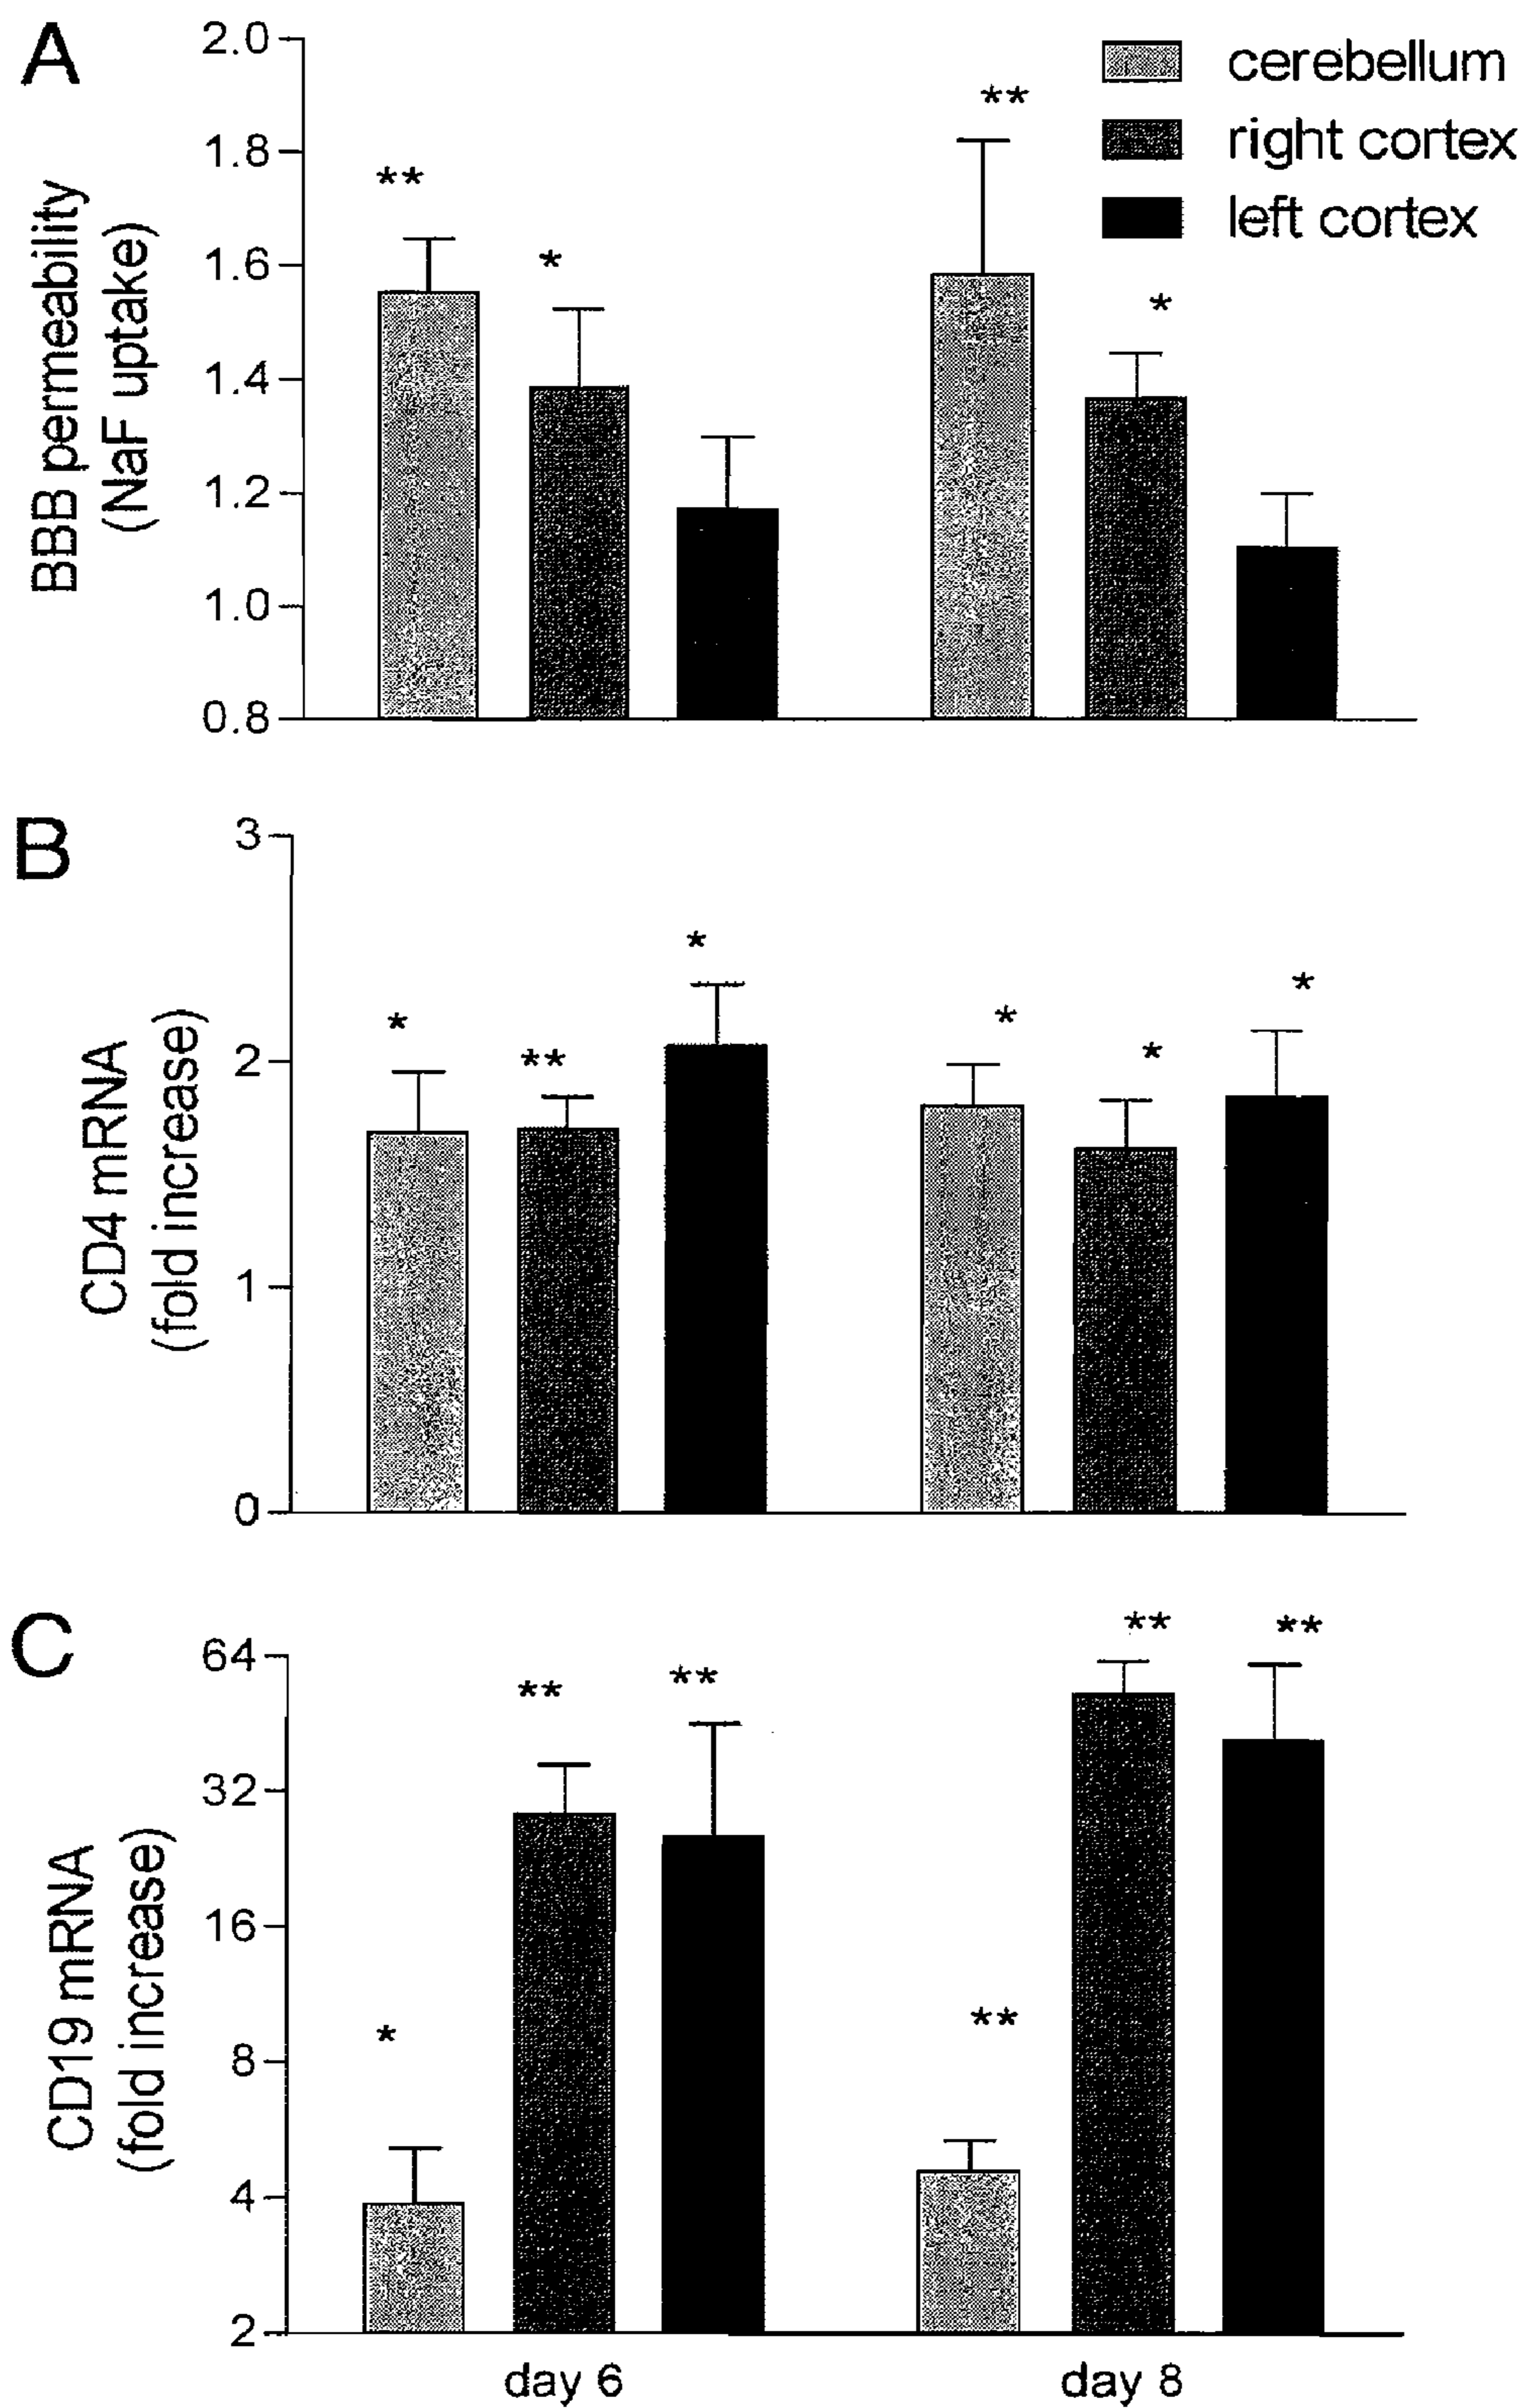 A
2.0
1.8
1.6
1.4
1.2
1.0
0.8
BBB permeability
(NaF uptake)
cerebellum
right cortex
left cortex
**
*
**
*
B
3
2
1
0
CD4 mRNA
(fold increase)
*
**
*
*
*
*
C
64
32
16
8
4
2
CD19 mRNA
(fold increase)
*
**
**
**
**
**
day 6
day 8